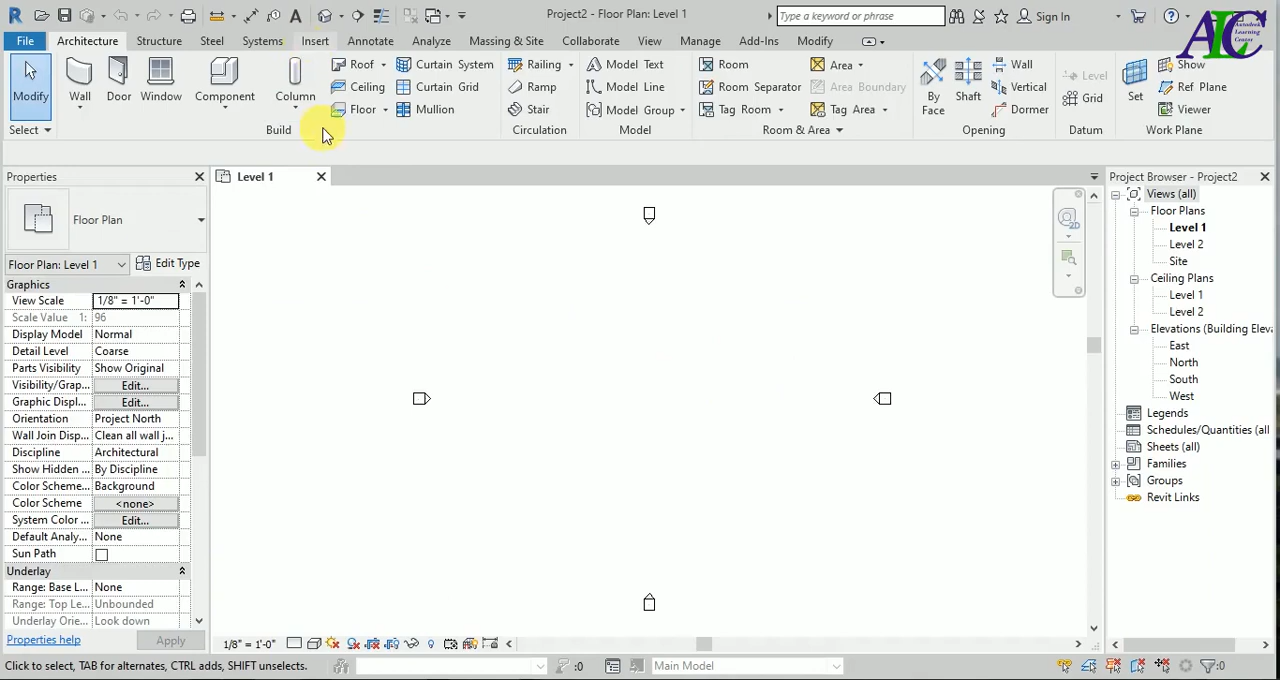 Project2 - Floor Plan: Level 1
Type a keyword or phrase
Sign In
Autodesk
Learning
Center
ALC
File
Architecture
Structure
Steel
Systems
Insert
Annotate
Analyze
Massing & Site
Collaborate
View
Manage
Add-Ins
Modify
Modify
Wall
Door
Window
Component
Column
Roof
Ceiling
Floor
Curtain System
Curtain Grid
Mullion
Railing
Ramp
Stair
Model Text
Model Line
Model Group
Room
Room Separator
Tag Room
Area
Area Boundary
Tag Area
By
Face
Shaft
Wall
Vertical
Dormer
Level
Grid
Set
Show
Ref Plane
Viewer
Select
Build
Circulation
Model
Room & Area
Opening
Datum
Work Plane
Properties
Floor Plan
Floor Plan: Level 1
Edit Type
Graphics
View Scale 1/8" = 1'-0"
Scale Value 1: 96
Display Model Normal
Detail Level Coarse
Parts Visibility Show Original
Visibility/Grap... Edit...
Graphic Displ... Edit...
Orientation Project North
Wall Join Disp... Clean all wall j...
Discipline Architectural
Show Hidden ... By Discipline
Color Scheme... Background
Color Scheme <none>
System Color ... Edit...
Default Analy... None
Sun Path
Underlay
Range: Base L... None
Range: Top Le... Unbounded
Underlay Orie... Look down
Properties help
Apply
Level 1
2D
Project Browser - Project2
Views (all)
Floor Plans
Level 1
Level 2
Site
Ceiling Plans
Level 1
Level 2
Elevations (Building Eleva
East
North
South
West
Legends
Schedules/Quantities (all
Sheets (all)
Families
Groups
Revit Links
1/8" = 1'-0"
Click to select, TAB for alternates, CTRL adds, SHIFT unselects.
:0
Main Model
:0